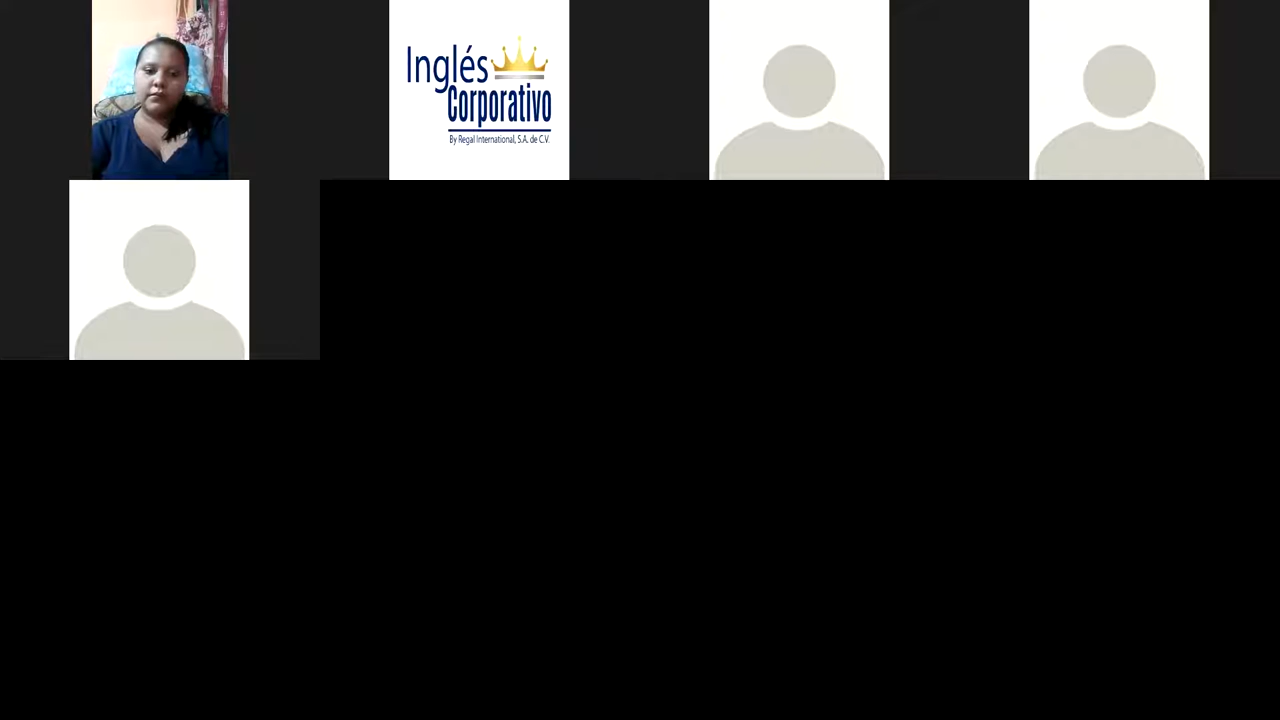 Inglés
Corporativo
By Regal International, S.A. de C.V.